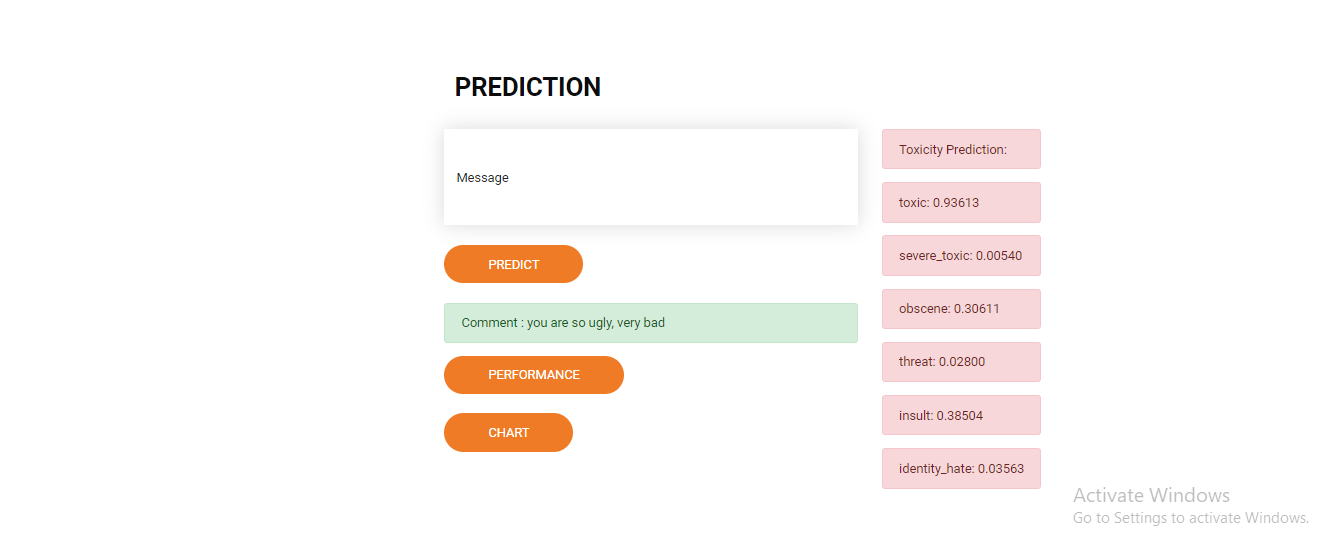 PREDICTION
Message
PREDICT
Comment : you are so ugly, very bad
PERFORMANCE
CHART
Toxicity Prediction:
toxic: 0.93613
severe_toxic: 0.00540
obscene: 0.30611
threat: 0.02800
insult: 0.38504
identity_hate: 0.03563
Activate Windows
Go to Settings to activate Windows.